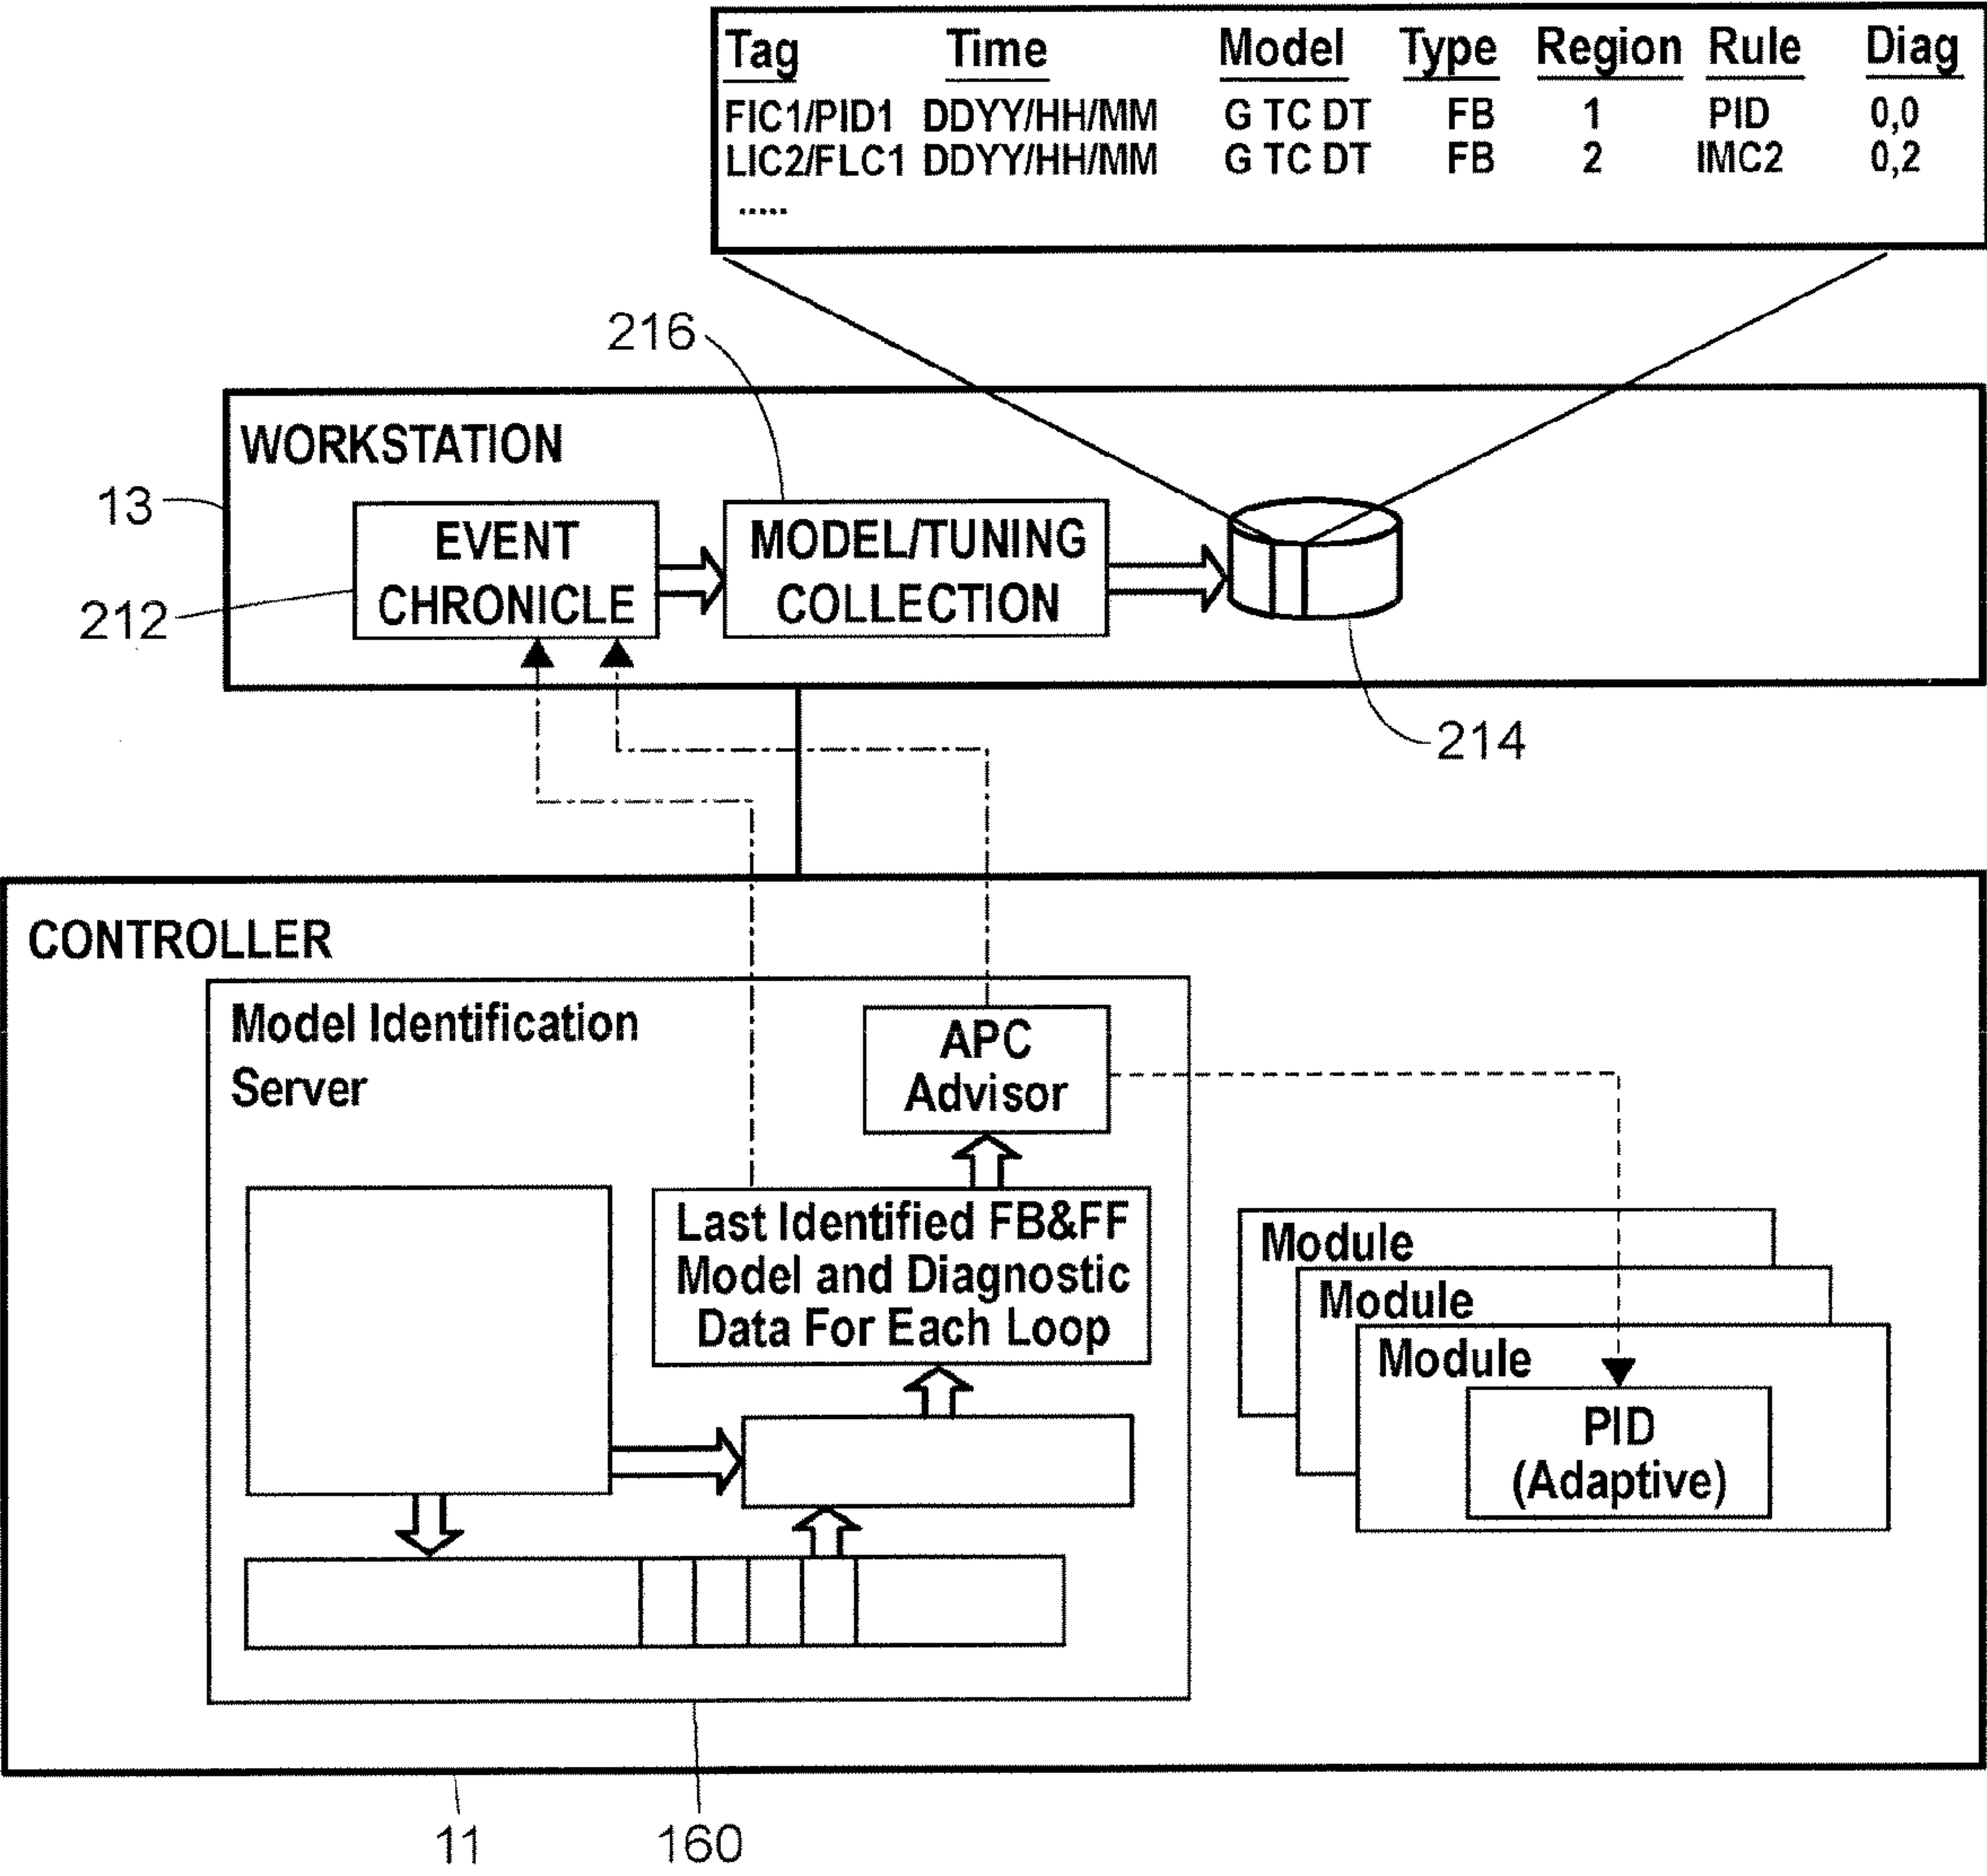 Tag Time Model Type Region Rule Diag
FIC1/PID1 DDYY/HH/MM G TC DT FB 1 PID 0,0
LIC2/FLC1 DDYY/HH/MM G TC DT FB 2 IMC2 0,2
.....
216
WORKSTATION
13
EVENT
CHRONICLE
MODEL/TUNING
COLLECTION
212
214
CONTROLLER
Model Identification
Server
APC
Advisor
Last Identified FB&FF
Model and Diagnostic
Data For Each Loop
Module
Module
Module
PID
(Adaptive)
11
160